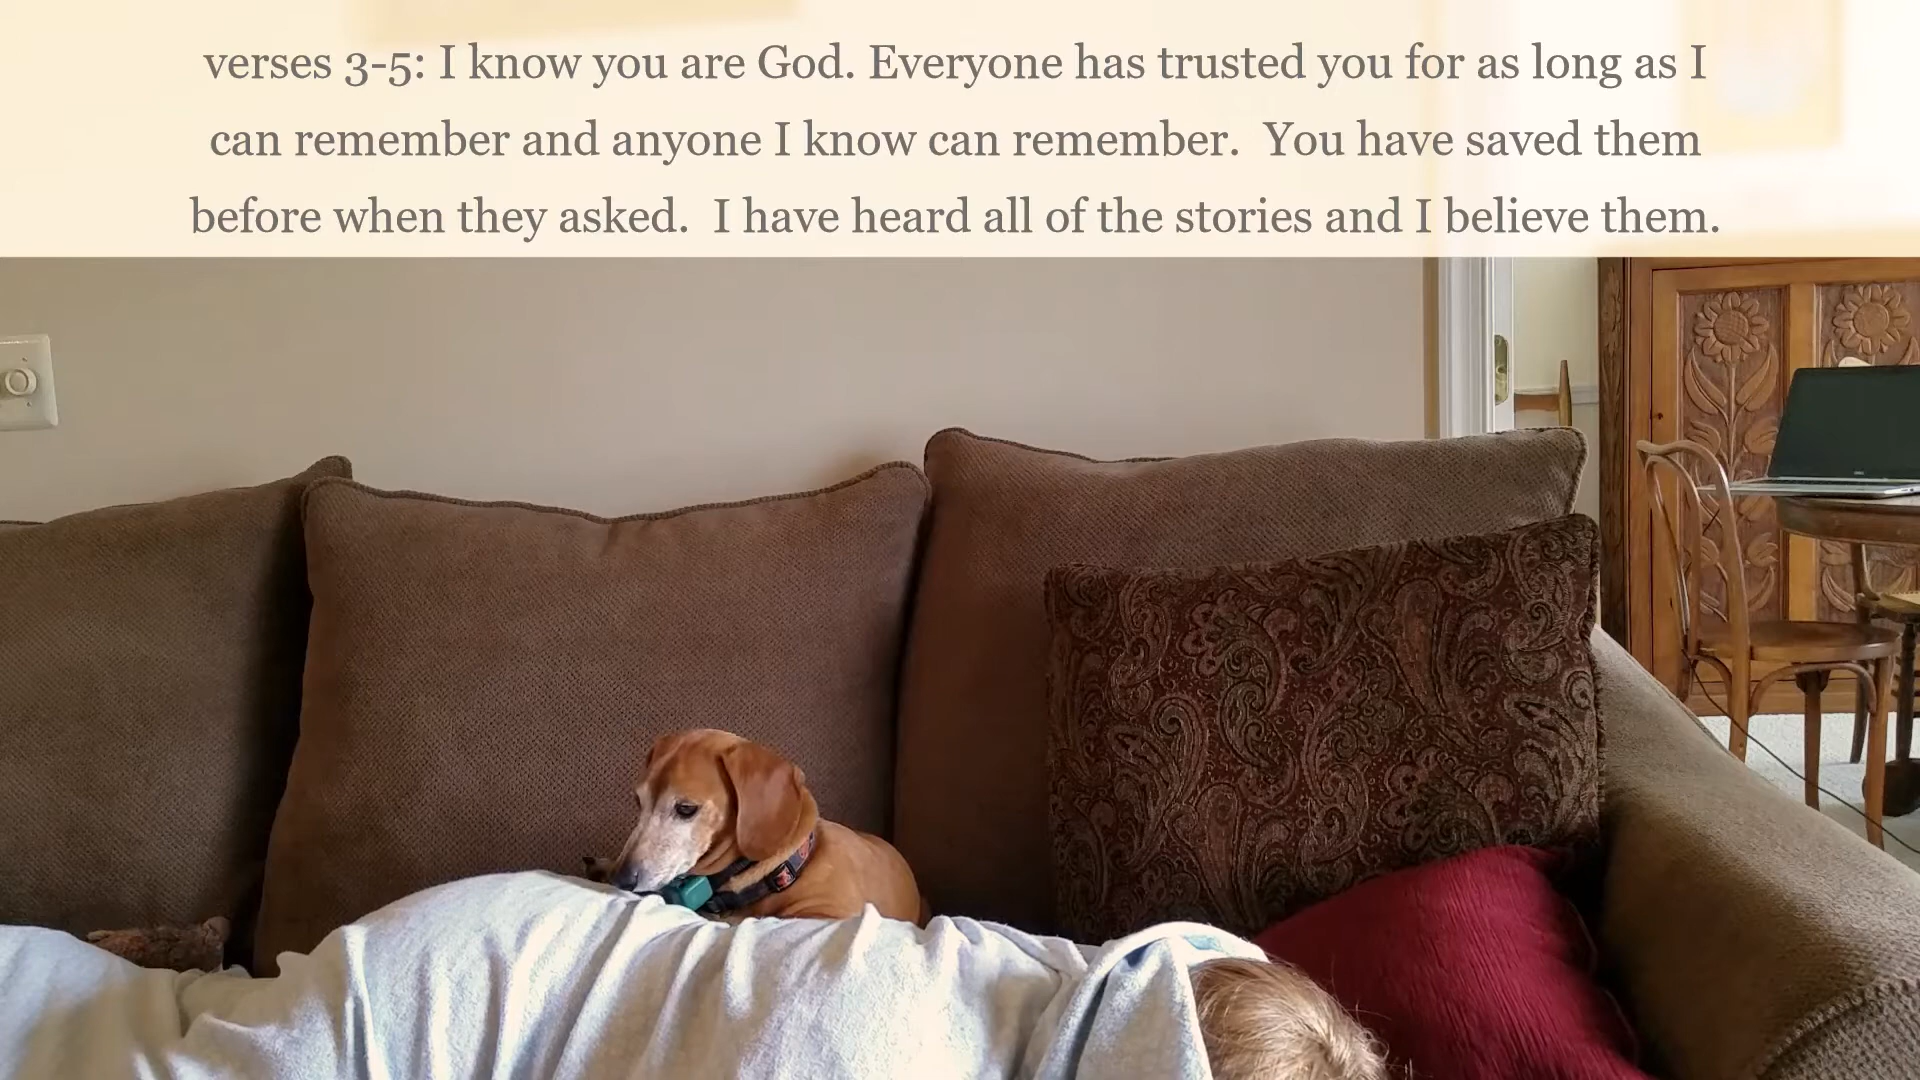 verses 3-5: I know you are God. Everyone has trusted you for as long as I
can remember and anyone I know can remember.  You have saved them
before when they asked.  I have heard all of the stories and I believe them.